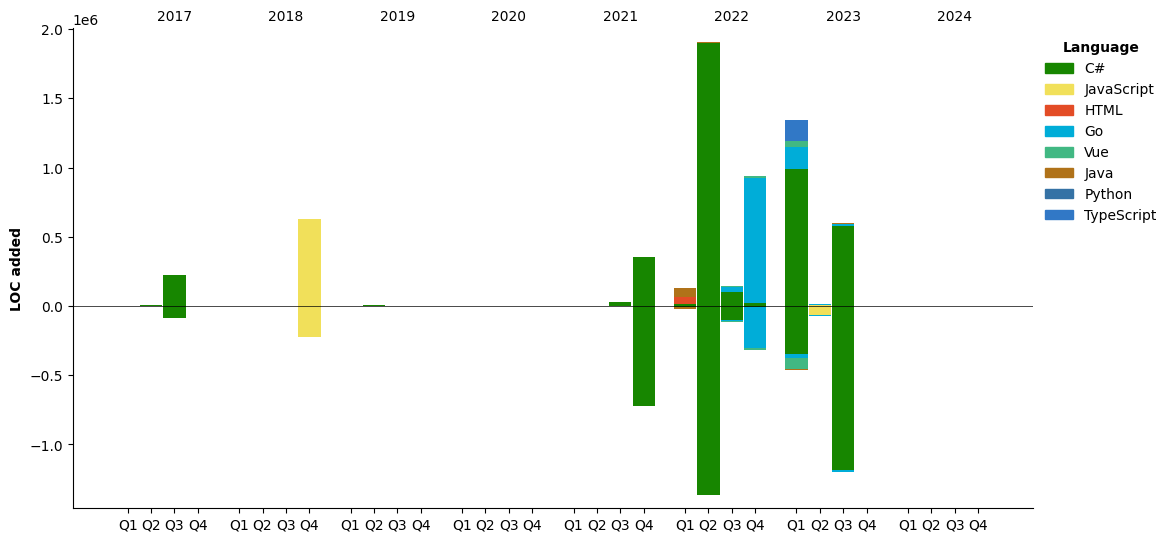 2017 2018 2019 2020 2021 2022 2023 2024
1e6
2.0
1.5
1.0
0.5
0.0
−0.5
−1.0
LOC added
Q1 Q2 Q3 Q4 Q1 Q2 Q3 Q4 Q1 Q2 Q3 Q4 Q1 Q2 Q3 Q4 Q1 Q2 Q3 Q4 Q1 Q2 Q3 Q4 Q1 Q2 Q3 Q4 Q1 Q2 Q3 Q4
Language
C#
JavaScript
HTML
Go
Vue
Java
Python
TypeScript